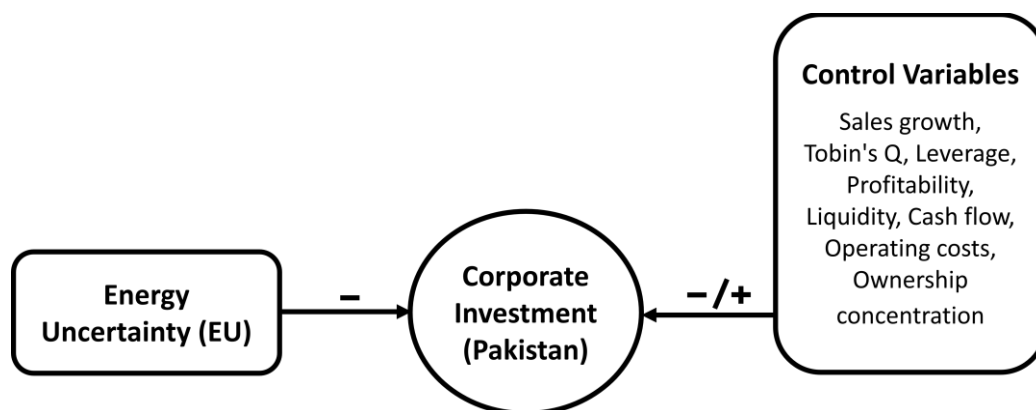 Energy
Uncertainty (EU)
−
Corporate
Investment
(Pakistan)
−/+
Control Variables
Sales growth,
Tobin's Q, Leverage,
Profitability,
Liquidity, Cash flow,
Operating costs,
Ownership
concentration